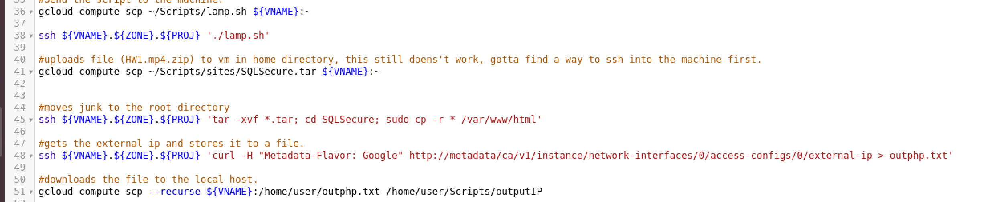 35 #Send the script to the machine.
36 gcloud compute scp ~/Scripts/lamp.sh ${VNAME}:~
37
38 ssh ${VNAME}.${ZONE}.${PROJ} './lamp.sh'
39
40 #uploads file (HW1.mp4.zip) to vm in home directory, this still doens't work, gotta find a way to ssh into the machine first.
41 gcloud compute scp ~/Scripts/sites/SQLSecure.tar ${VNAME}:~
42
43
44 #moves junk to the root directory
45 ssh ${VNAME}.${ZONE}.${PROJ} 'tar -xvf *.tar; cd SQLSecure; sudo cp -r * /var/www/html'
46
47 #gets the external ip and stores it to a file.
48 ssh ${VNAME}.${ZONE}.${PROJ} 'curl -H "Metadata-Flavor: Google" http://metadata/ca/v1/instance/network-interfaces/0/access-configs/0/external-ip > outphp.txt'
49
50 #downloads the file to the local host.
51 gcloud compute scp --recurse ${VNAME}:/home/user/outphp.txt /home/user/Scripts/outputIP
52